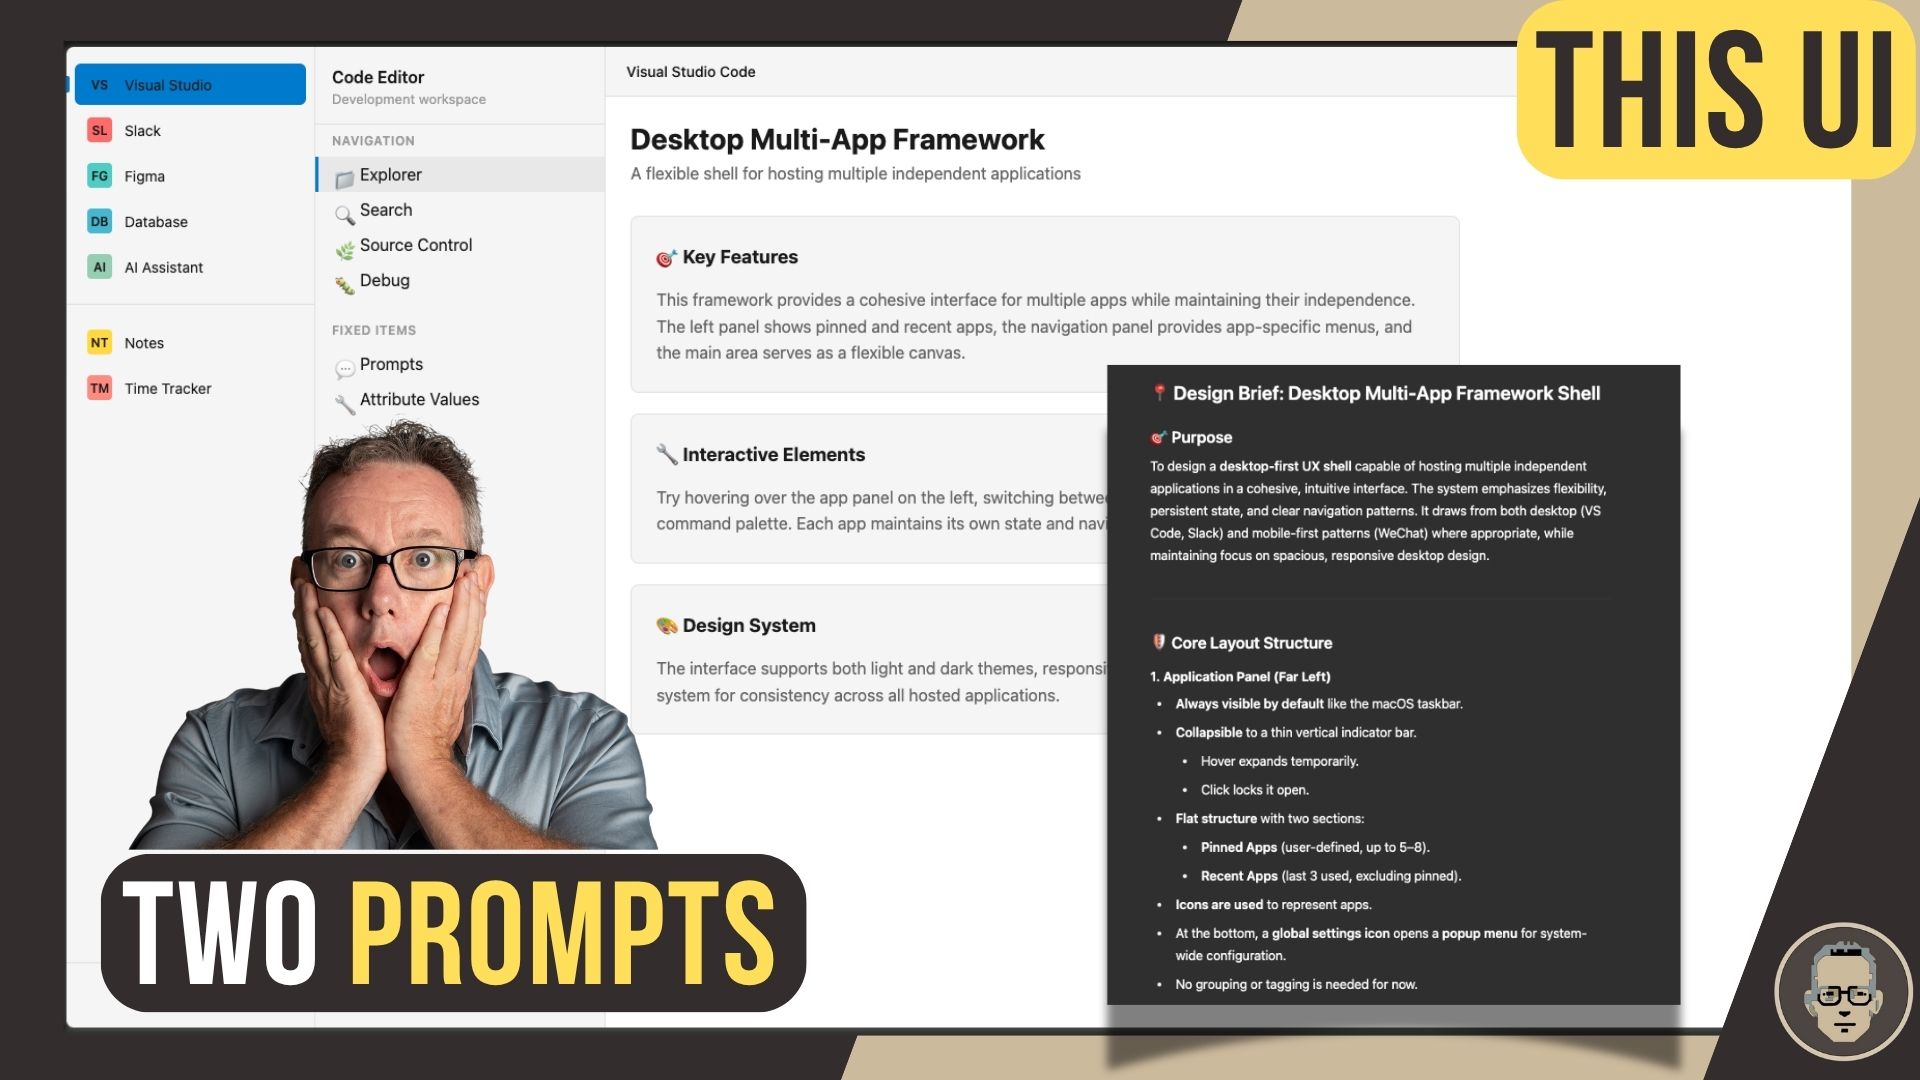 THIS UI
VS Visual Studio
SL Slack
FG Figma
DB Database
AI AI Assistant
NT Notes
TM Time Tracker
Code Editor
Development workspace
NAVIGATION
Explorer
Search
Source Control
Debug
FIXED ITEMS
Prompts
Attribute Values
Visual Studio Code
Desktop Multi-App Framework
A flexible shell for hosting multiple independent applications
Key Features
This framework provides a cohesive interface for multiple apps while maintaining their independence.
The left panel shows pinned and recent apps, the navigation panel provides app-specific menus, and
the main area serves as a flexible canvas.
Interactive Elements
Try hovering over the app panel on the left, switching betwee
command palette. Each app maintains its own state and navi
Design System
The interface supports both light and dark themes, responsi
system for consistency across all hosted applications.
Design Brief: Desktop Multi-App Framework Shell
Purpose
To design a desktop-first UX shell capable of hosting multiple independent
applications in a cohesive, intuitive interface. The system emphasizes flexibility,
persistent state, and clear navigation patterns. It draws from both desktop (VS
Code, Slack) and mobile-first patterns (WeChat) where appropriate, while
maintaining focus on spacious, responsive desktop design.
Core Layout Structure
1. Application Panel (Far Left)
• Always visible by default like the macOS taskbar.
• Collapsible to a thin vertical indicator bar.
• Hover expands temporarily.
• Click locks it open.
• Flat structure with two sections:
• Pinned Apps (user-defined, up to 5–8).
• Recent Apps (last 3 used, excluding pinned).
• Icons are used to represent apps.
• At the bottom, a global settings icon opens a popup menu for system-
wide configuration.
• No grouping or tagging is needed for now.
TWO PROMPTS